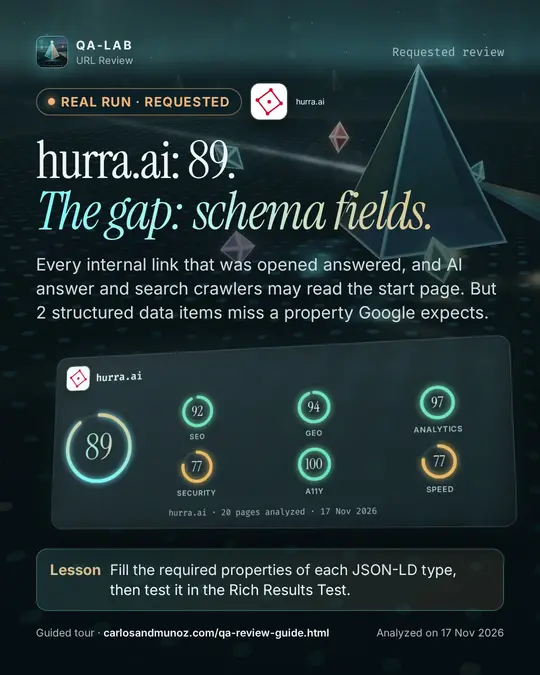 QA-LAB
URL Review
Requested review
REAL RUN · REQUESTED
hurra.ai
hurra.ai: 89.
The gap: schema fields.
Every internal link that was opened answered, and AI
answer and search crawlers may read the start page. But
2 structured data items miss a property Google expects.
hurra.ai
89
92
SEO
94
GEO
97
ANALYTICS
77
SECURITY
100
A11Y
77
SPEED
hurra.ai · 20 pages analyzed · 17 Nov 2026
Lesson Fill the required properties of each JSON-LD type,
then test it in the Rich Results Test.
Guided tour · carlosandmunoz.com/qa-review-guide.html
Analyzed on 17 Nov 2026